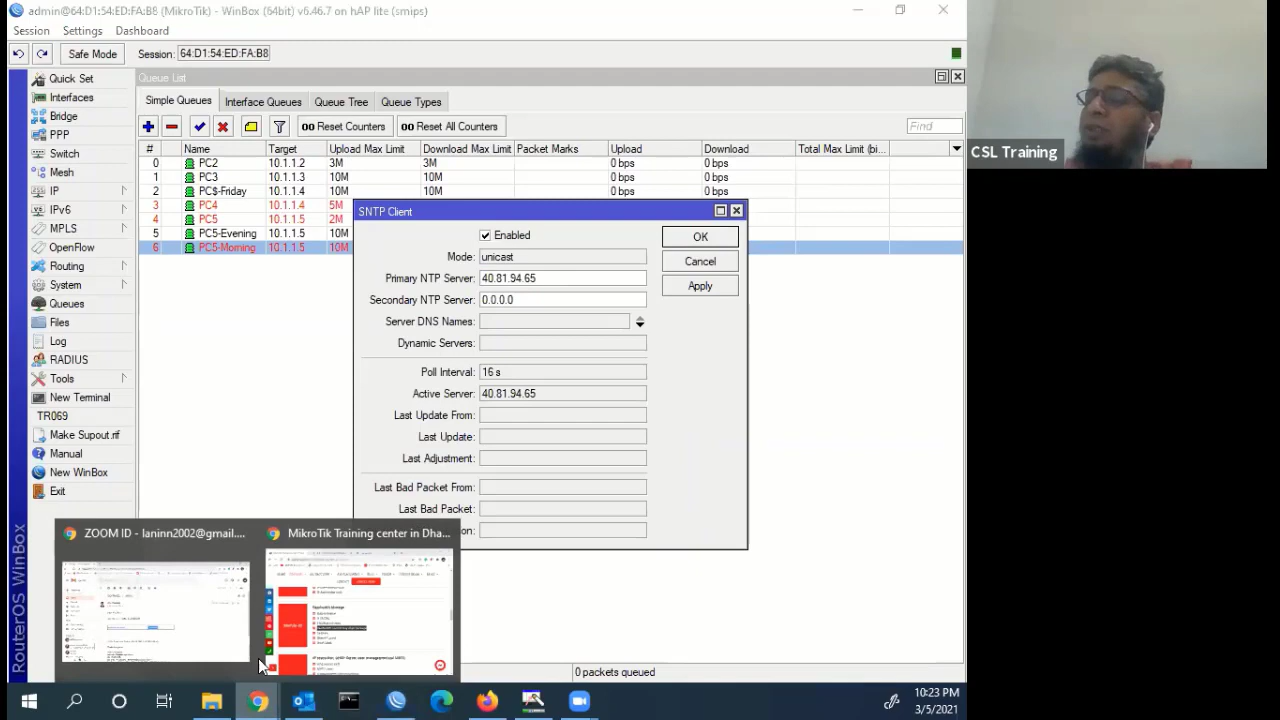 admin@64:D1:54:ED:FA:B8 (MikroTik) - WinBox (64bit) v6.46.7 on hAP lite (smips)
Session Settings Dashboard
Safe Mode Session: 64:D1:54:ED:FA:B8
Quick Set
Interfaces
Bridge
PPP
Switch
Mesh
IP
IPv6
MPLS
OpenFlow
Routing
System
Queues
Files
Log
RADIUS
Tools
New Terminal
TR069
Make Supout.rif
Manual
New WinBox
Exit
RouterOS WinBox
Queue List
Simple Queues Interface Queues Queue Tree Queue Types
00 Reset Counters 00 Reset All Counters Find
# Name Target Upload Max Limit Download Max Limit Packet Marks Upload Download Total Max Limit (bi...
0 PC2 10.1.1.2 3M 3M 0 bps 0 bps
1 PC3 10.1.1.3 10M 10M 0 bps 0 bps
2 PC$-Friday 10.1.1.4 10M 10M 0 bps 0 bps
3 PC4 10.1.1.4 5M
4 PC5 10.1.1.5 2M
5 PC5-Evening 10.1.1.5 10M
6 PC5-Morning 10.1.1.5 10M
SNTP Client
Enabled
Mode: unicast
Primary NTP Server: 40.81.94.65
Secondary NTP Server: 0.0.0.0
Server DNS Names:
Dynamic Servers:
Poll Interval: 16 s
Active Server: 40.81.94.65
Last Update From:
Last Update:
Last Adjustment:
Last Bad Packet From:
Last Bad Packet:
on:
OK
Cancel
Apply
ZOOM ID - laninn2002@gmail....
MikroTik Training center in Dha...
0 packets queued
CSL Training
10:23 PM
3/5/2021